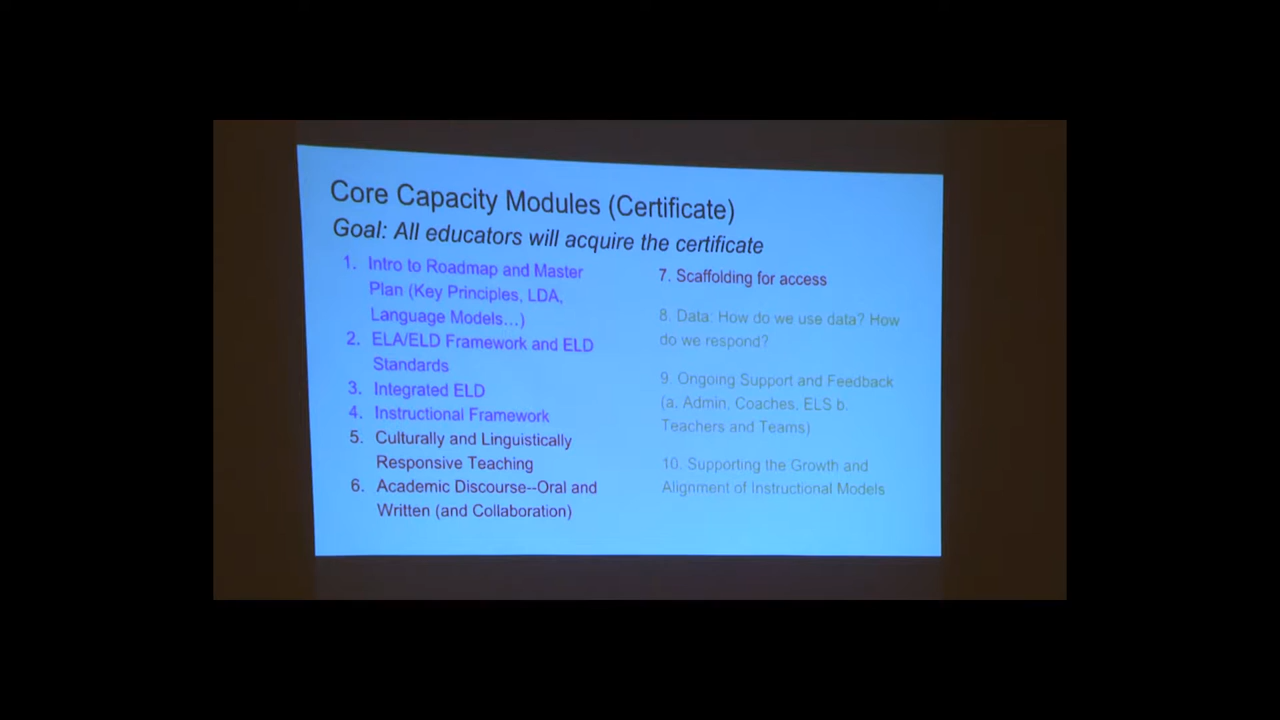 Core Capacity Modules (Certificate)
Goal: All educators will acquire the certificate
1. Intro to Roadmap and Master
Plan (Key Principles, LDA,
Language Models...)
2. ELA/ELD Framework and ELD
Standards
3. Integrated ELD
4. Instructional Framework
5. Culturally and Linguistically
Responsive Teaching
6. Academic Discourse--Oral and
Written (and Collaboration)
7. Scaffolding for access
8. Data: How do we use data? How
do we respond?
9. Ongoing Support and Feedback
(a. Admin, Coaches, ELS b.
Teachers and Teams)
10. Supporting the Growth and
Alignment of Instructional Models